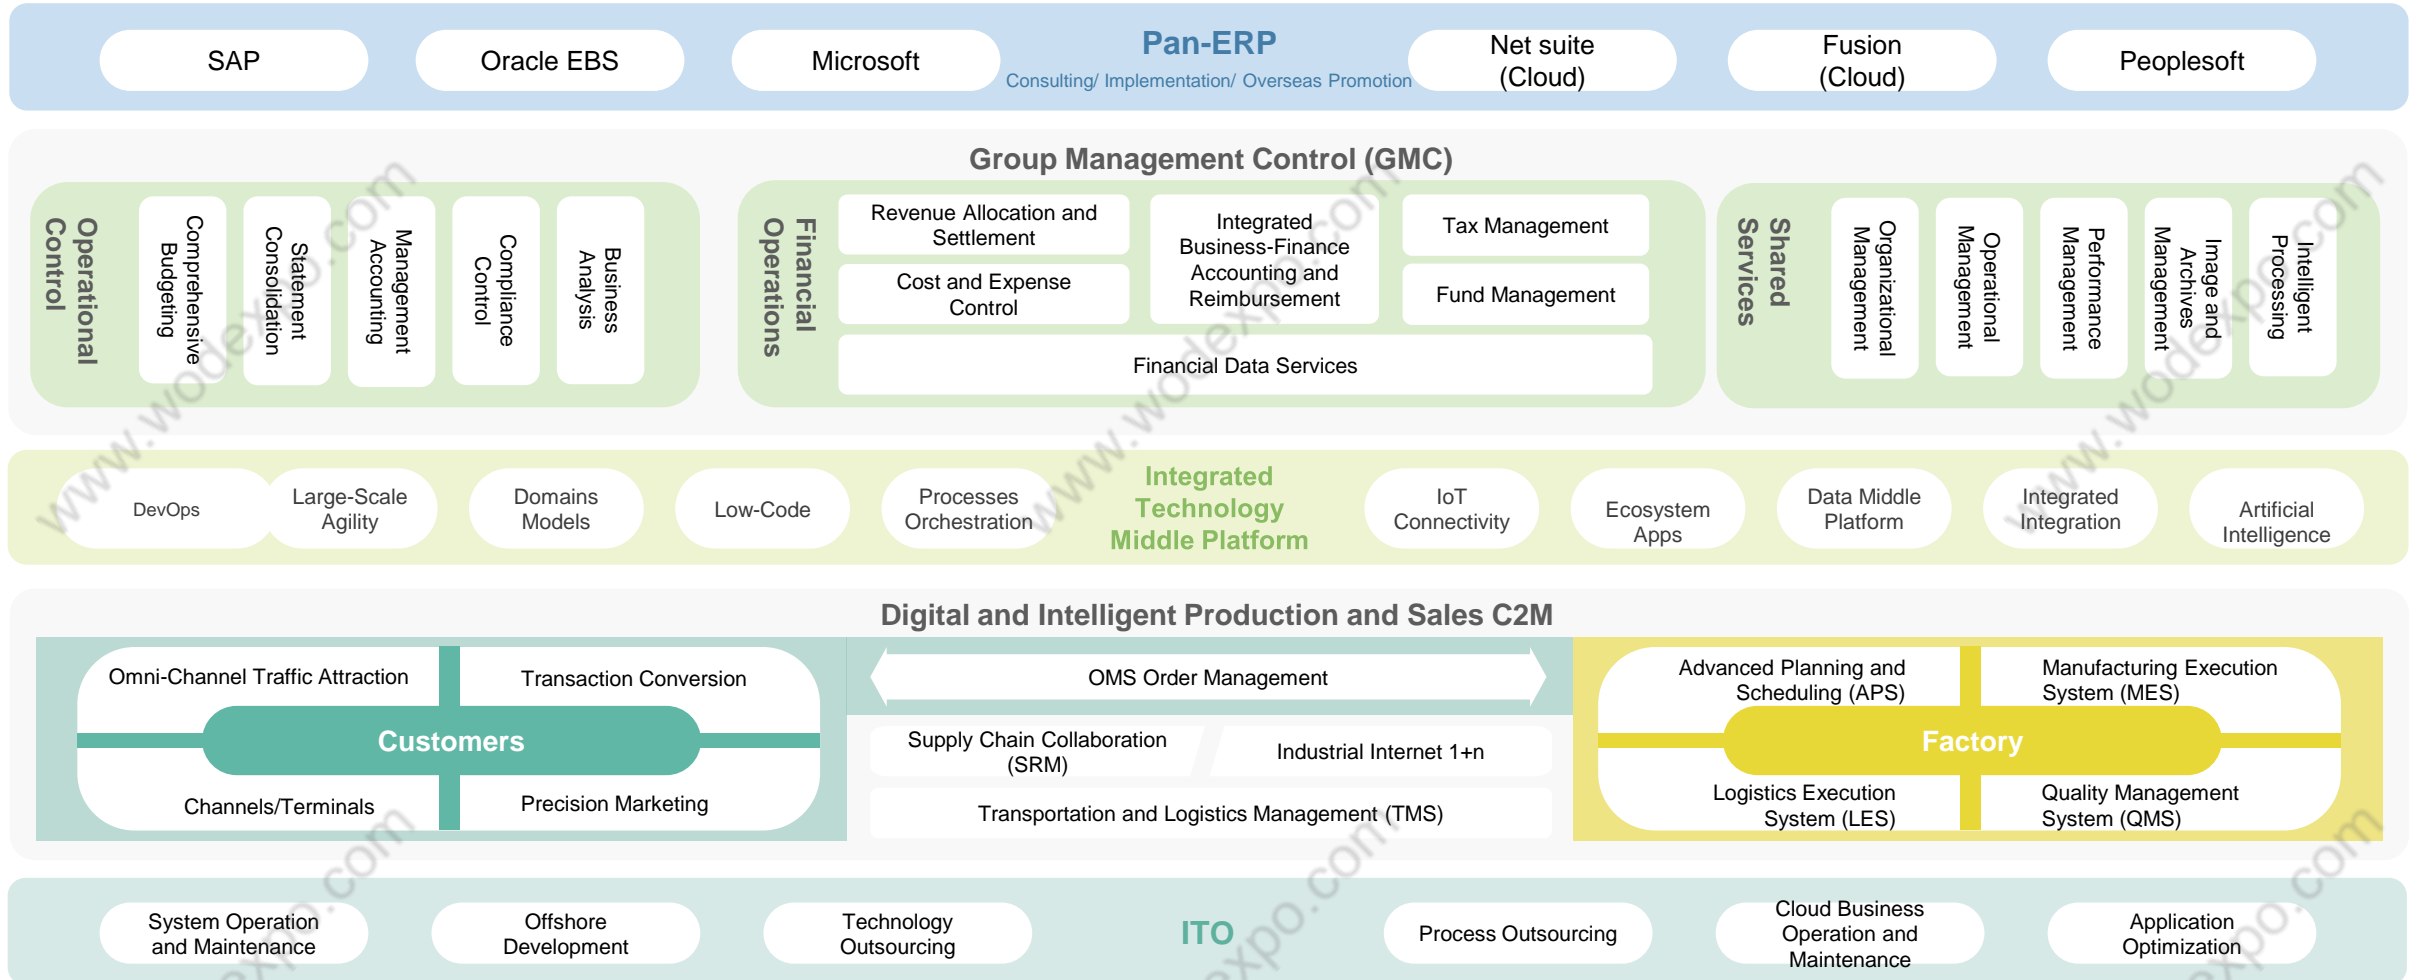 Pan-ERP
Consulting/ Implementation/ Overseas Promotion
SAP
Oracle EBS
Microsoft
Net suite
(Cloud)
Fusion
(Cloud)
Peoplesoft
Group Management Control (GMC)
Operational
Control
Comprehensive
Budgeting
Statement
Consolidation
Management
Accounting
Compliance
Control
Business
Analysis
Financial
Operations
Revenue Allocation and
Settlement
Cost and Expense
Control
Integrated
Business-Finance
Accounting and
Reimbursement
Tax Management
Fund Management
Financial Data Services
Shared
Services
Organizational
Management
Operational
Management
Performance
Management
Image and
Archives
Management
Intelligent
Processing
DevOps
Large-Scale
Agility
Domains
Models
Low-Code
Processes
Orchestration
Integrated
Technology
Middle Platform
IoT
Connectivity
Ecosystem
Apps
Data Middle
Platform
Integrated
Integration
Artificial
Intelligence
Digital and Intelligent Production and Sales C2M
Omni-Channel Traffic Attraction
Transaction Conversion
Customers
Channels/Terminals
Precision Marketing
OMS Order Management
Supply Chain Collaboration
(SRM)
Industrial Internet 1+n
Transportation and Logistics Management (TMS)
Advanced Planning and
Scheduling (APS)
Manufacturing Execution
System (MES)
Factory
Logistics Execution
System (LES)
Quality Management
System (QMS)
System Operation
and Maintenance
Offshore
Development
Technology
Outsourcing
ITO
Process Outsourcing
Cloud Business
Operation and
Maintenance
Application
Optimization
www.wodexpo.com
www.wodexpo.com
www.wodexpo.com